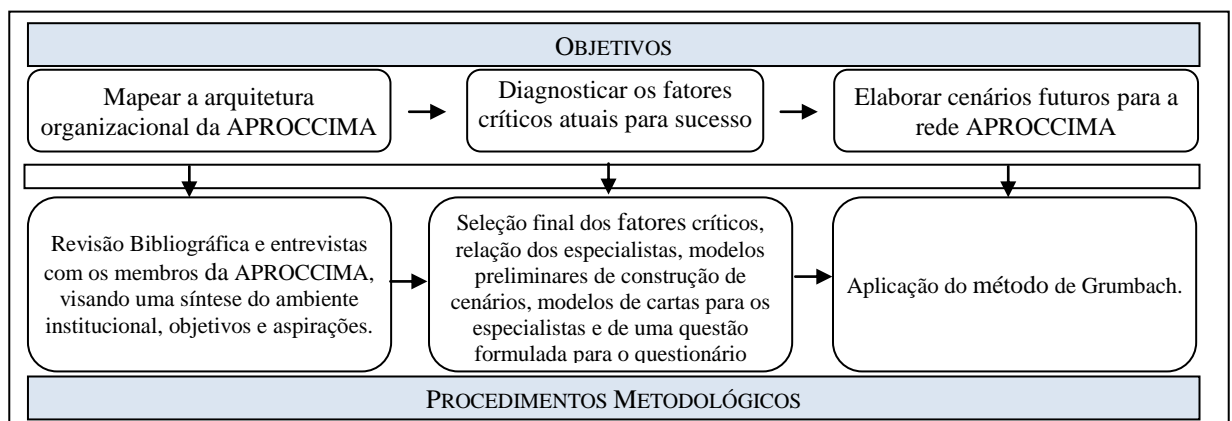 OBJETIVOS
Mapear a arquitetura
organizacional da APROCCIMA
Diagnosticar os fatores
críticos atuais para sucesso
Elaborar cenários futuros para a
rede APROCCIMA
Revisão Bibliográfica e entrevistas
com os membros da APROCCIMA,
visando uma síntese do ambiente
institucional, objetivos e aspirações.
Seleção final dos fatores críticos,
relação dos especialistas, modelos
preliminares de construção de
cenários, modelos de cartas para os
especialistas e de uma questão
formulada para o questionário
Aplicação do método de Grumbach.
PROCEDIMENTOS METODOLÓGICOS